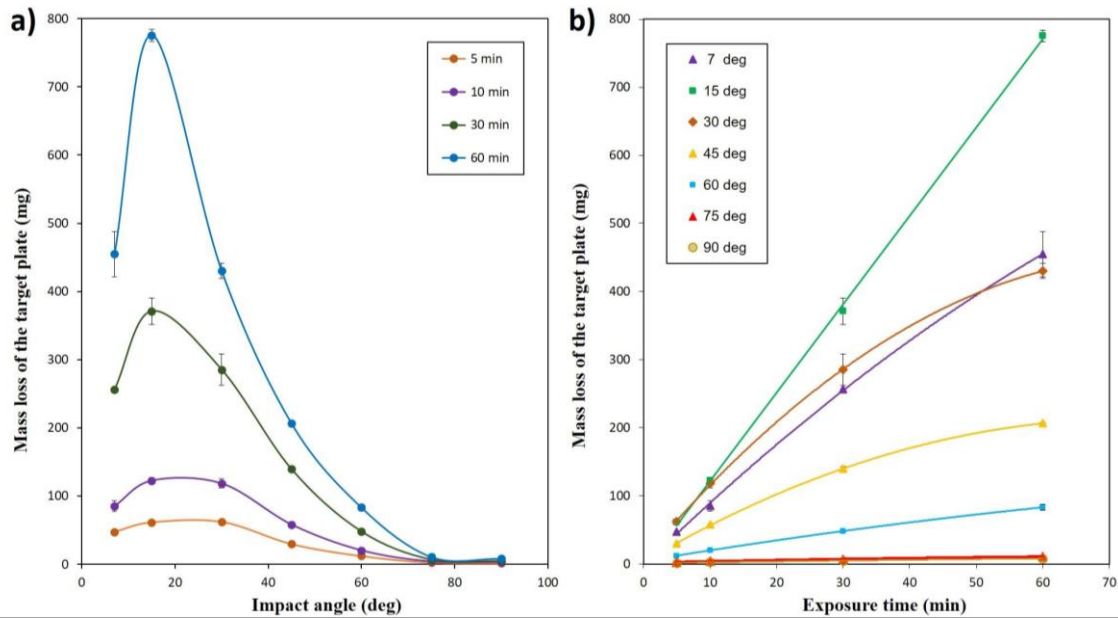 a)
800
700
600
500
400
300
200
100
0
0 20 40 60 80 100
Mass loss of the target plate (mg)
Impact angle (deg)
5 min
10 min
30 min
60 min
b)
800
700
600
500
400
300
200
100
0
0 10 20 30 40 50 60 70
Mass loss of the target plate (mg)
Exposure time (min)
7 deg
15 deg
30 deg
45 deg
60 deg
75 deg
90 deg